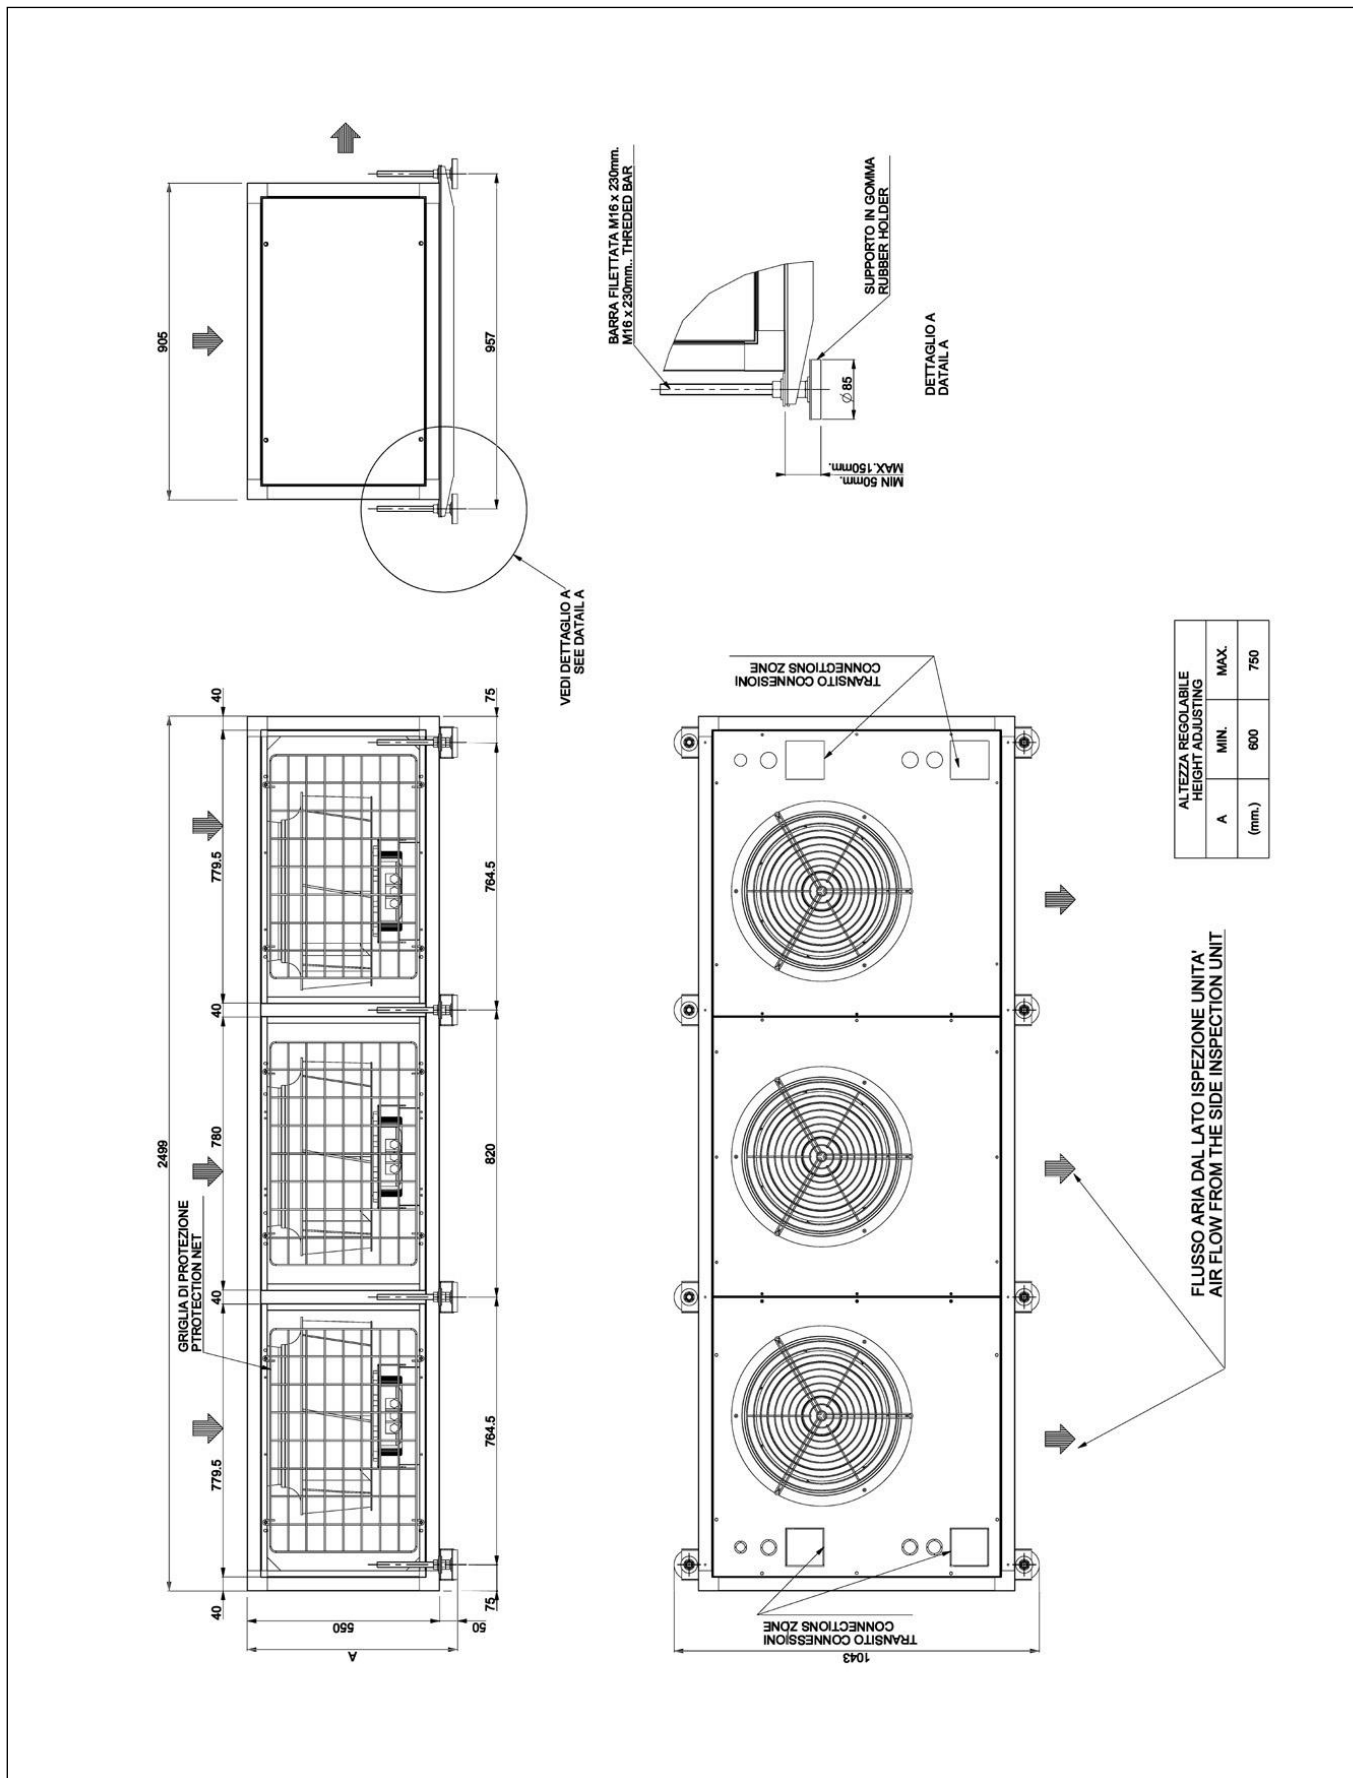 905
957
VEDI DETTAGLIO A
SEE DATAIL A
BARRA FILETTATA M16 x 230mm.
M16 x 230mm.. THREDED BAR
SUPPORTO IN GOMMA
RUBBER HOLDER
Ø 85
MIN 50mm.
MAX.150mm.
DETTAGLIO A
DATAIL A
2499
40
779.5
40
780
40
779.5
40
GRIGLIA DI PROTEZIONE
PTROTECTION NET
550
50
A
75
764.5
820
764.5
75
TRANSITO CONNESIONI
CONNECTIONS ZONE
TRANSITO CONNESSIONI
CONNECTIONS ZONE
1043
FLUSSO ARIA DAL LATO ISPEZIONE UNITA'
AIR FLOW FROM THE SIDE INSPECTION UNIT
ALTEZZA REGOLABILE
HEIGHT ADJUSTING
A MIN. MAX.
(mm.) 600 750